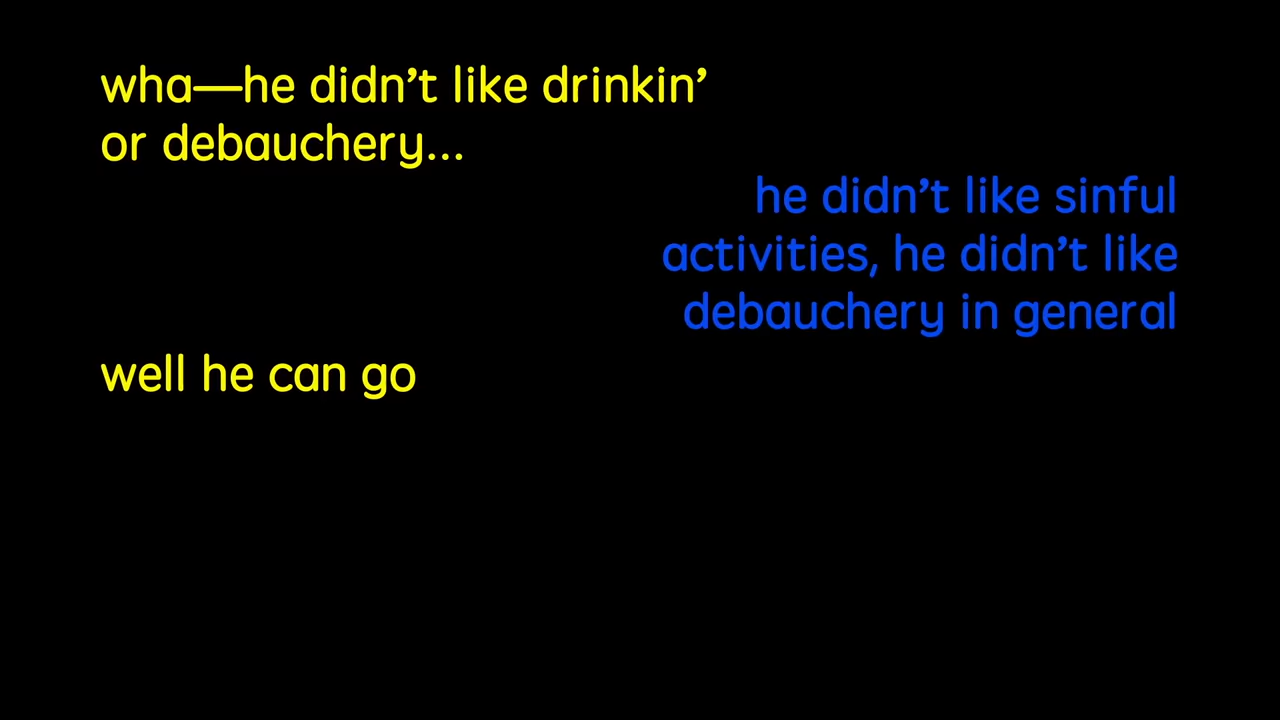 wha—he didn’t like drinkin’
or debauchery...
he didn’t like sinful
activities, he didn’t like
debauchery in general
well he can go